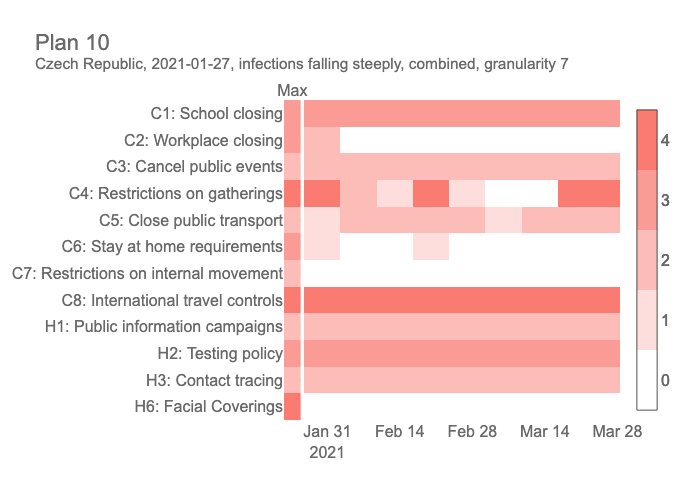 Plan 10
Czech Republic, 2021-01-27, infections falling steeply, combined, granularity 7
Max
C1: School closing
C2: Workplace closing
C3: Cancel public events
C4: Restrictions on gatherings
C5: Close public transport
C6: Stay at home requirements
C7: Restrictions on internal movement
C8: International travel controls
H1: Public information campaigns
H2: Testing policy
H3: Contact tracing
H6: Facial Coverings
Jan 31 Feb 14 Feb 28 Mar 14 Mar 28
2021
4
3
2
1
0